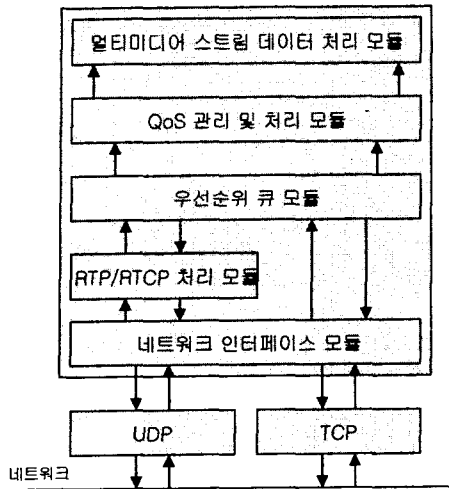 멀티미디어 스트림 데이터 처리 모듈
QoS 관리 및 처리 모듈
우선순위 큐 모듈
RTP/RTCP 처리 모듈
네트워크 인터페이스 모듈
UDP
TCP
네트워크